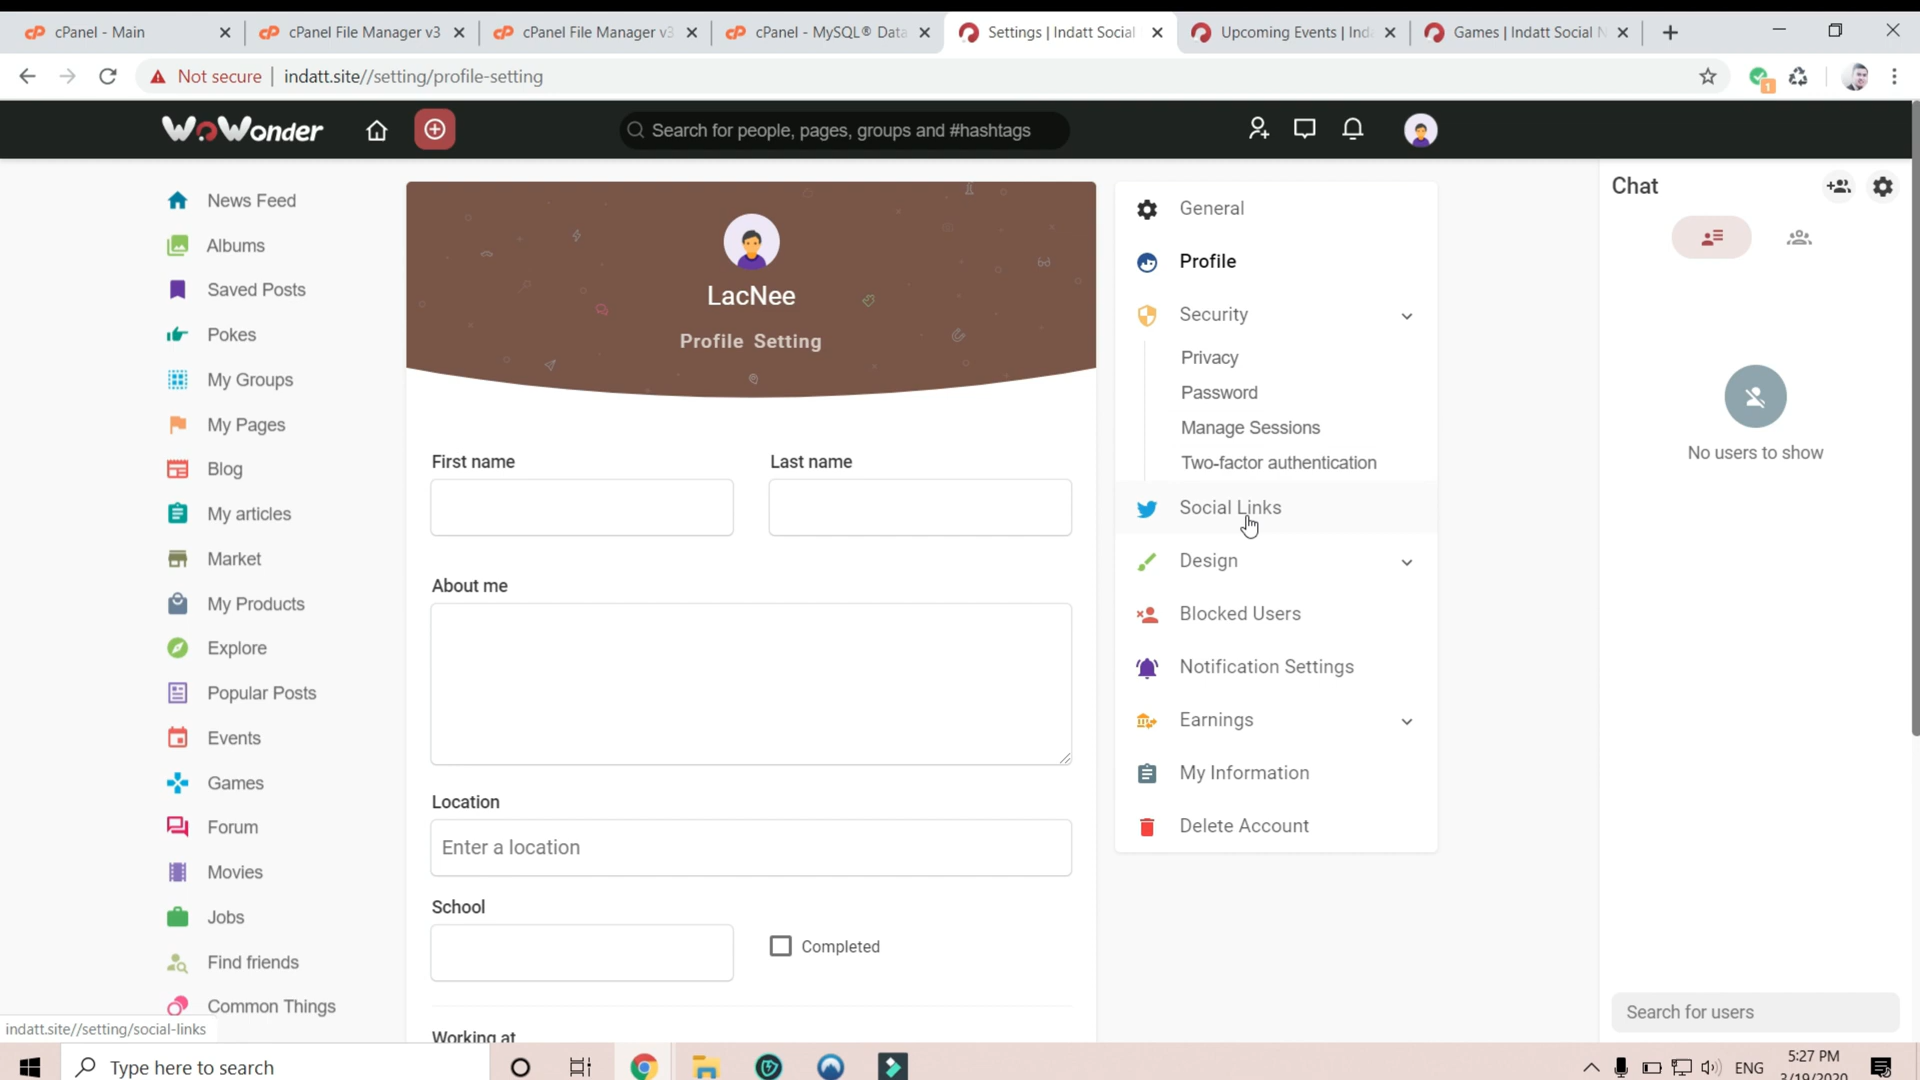 cPanel - Main
cPanel File Manager v3
cPanel File Manager v3
cPanel - MySQL® Data
Settings | Indatt Social
Upcoming Events | Ind
Games | Indatt Social N
Not secure
indatt.site//setting/profile-setting
1
WoWonder
Search for people, pages, groups and #hashtags
News Feed
Albums
Saved Posts
Pokes
My Groups
My Pages
Blog
My articles
Market
My Products
Explore
Popular Posts
Events
Games
Forum
Movies
Jobs
Find friends
Common Things
indatt.site//setting/social-links
LacNee
Profile Setting
First name
Last name
About me
Location
Enter a location
School
Completed
Working at
General
Profile
Security
Privacy
Password
Manage Sessions
Two-factor authentication
Social Links
Design
Blocked Users
Notification Settings
Earnings
My Information
Delete Account
Chat
No users to show
Search for users
Type here to search
ENG
5:27 PM
3/19/2020